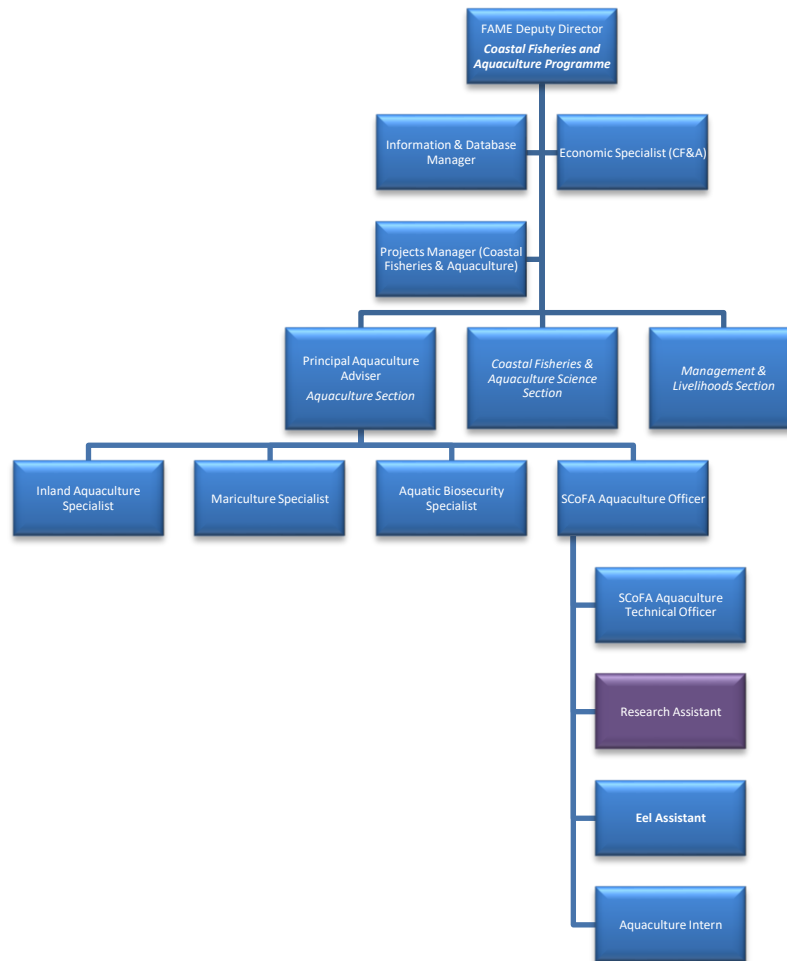 FAME Deputy Director
Coastal Fisheries and
Aquaculture Programme
Information & Database
Manager
Economic Specialist (CF&A)
Projects Manager (Coastal
Fisheries & Aquaculture)
Principal Aquaculture
Adviser
Aquaculture Section
Coastal Fisheries &
Aquaculture Science
Section
Management &
Livelihoods Section
Inland Aquaculture
Specialist
Mariculture Specialist
Aquatic Biosecurity
Specialist
SCoFA Aquaculture Officer
SCoFA Aquaculture
Technical Officer
Research Assistant
Eel Assistant
Aquaculture Intern